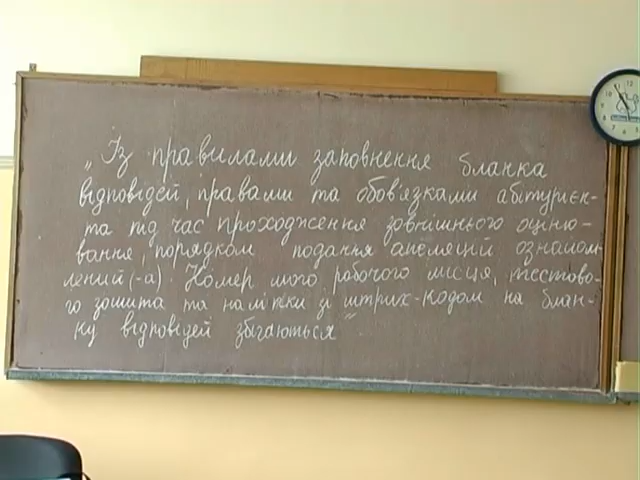 „Із правилами заповнення бланка
відповідей, правами та обов'язками абітурієн-
та під час проходження зовнішнього оціню-
вання, порядком подання апеляцій ознайом-
лений (-а). Номер мого робочого місця, тестово-
го зошита та наліпки зі штрих-кодом на блан-
ку відповідей збігаються"